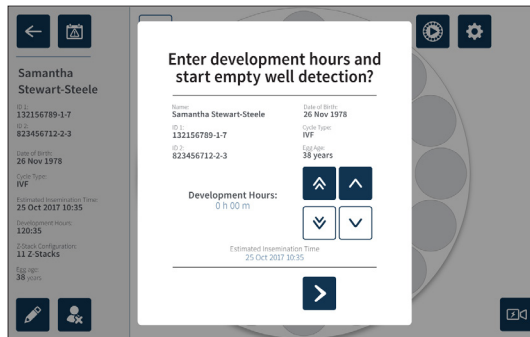 Samantha
Stewart-Steele
ID 1:
132156789-1-7
ID 2:
823456712-2-3
Date of Birth:
26 Nov 1978
Cycle Type:
IVF
Estimated Insemination Time:
25 Oct 2017 10:35
Development Hours:
120:35
Z-Stack Configuration:
11 Z-Stacks
Egg age:
38 years
Enter development hours and
start empty well detection?
Name:
Samantha Stewart-Steele
Date of Birth:
26 Nov 1978
ID 1:
132156789-1-7
Cycle Type:
IVF
ID 2:
823456712-2-3
Egg Age:
38 years
Development Hours:
0 h 00 m
Estimated Insemination Time
25 Oct 2017 10:35